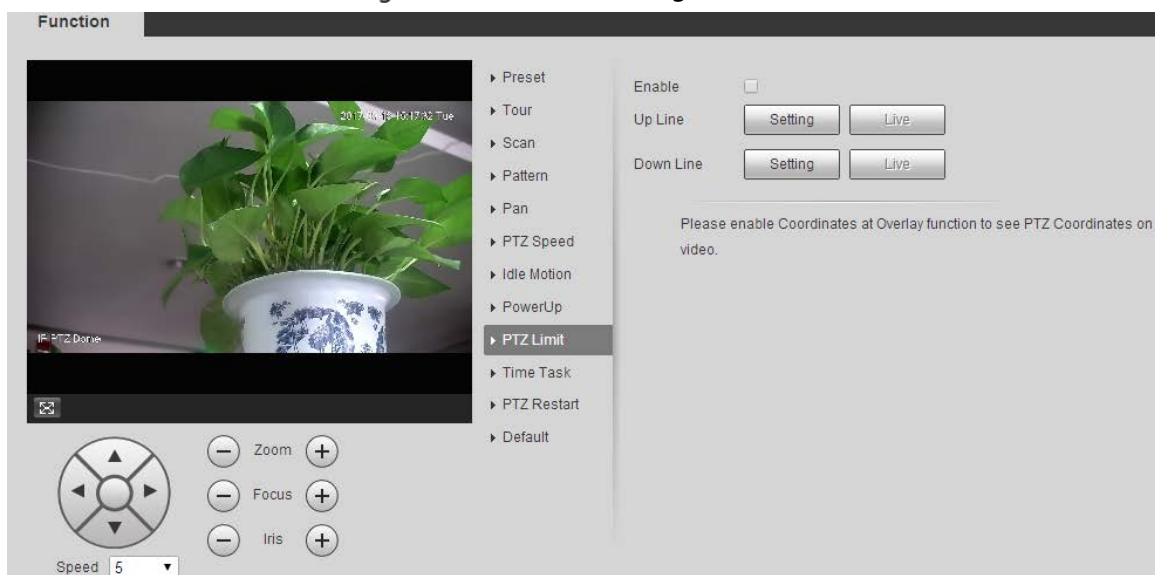 Function
Tue
IP PTZ Dome
Preset
Tour
Scan
Pattern
Pan
PTZ Speed
Idle Motion
PowerUp
PTZ Limit
Time Task
PTZ Restart
Default
Enable
Up Line Setting Live
Down Line Setting Live
Please enable Coordinates at Overlay function to see PTZ Coordinates on
video.
Zoom
Focus
Iris
Speed 5